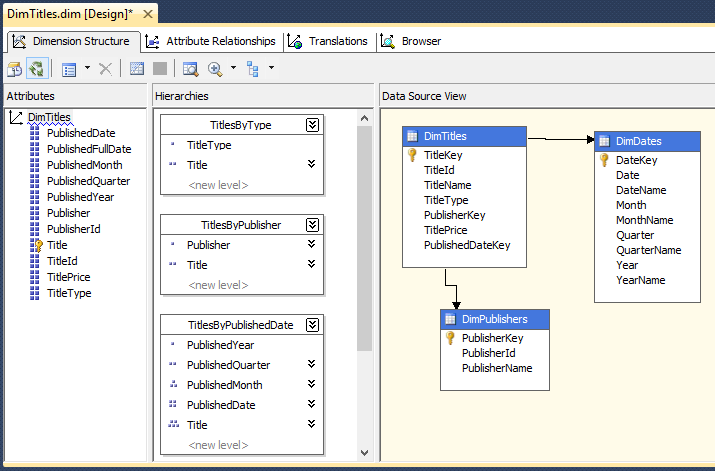 DimTitles.dim [Design]*
Dimension Structure
Attribute Relationships
Translations
Browser
Attributes
DimTitles
PublishedDate
PublishedFullDate
PublishedMonth
PublishedQuarter
PublishedYear
Publisher
PublisherId
Title
TitleId
TitlePrice
TitleType
Hierarchies
TitlesByType
TitleType
Title
<new level>
TitlesByPublisher
Publisher
Title
<new level>
TitlesByPublishedDate
PublishedYear
PublishedQuarter
PublishedMonth
PublishedDate
Title
<new level>
Data Source View
DimTitles
TitleKey
TitleId
TitleName
TitleType
PublisherKey
TitlePrice
PublishedDateKey
DimDates
DateKey
Date
DateName
Month
MonthName
Quarter
QuarterName
Year
YearName
DimPublishers
PublisherKey
PublisherId
PublisherName